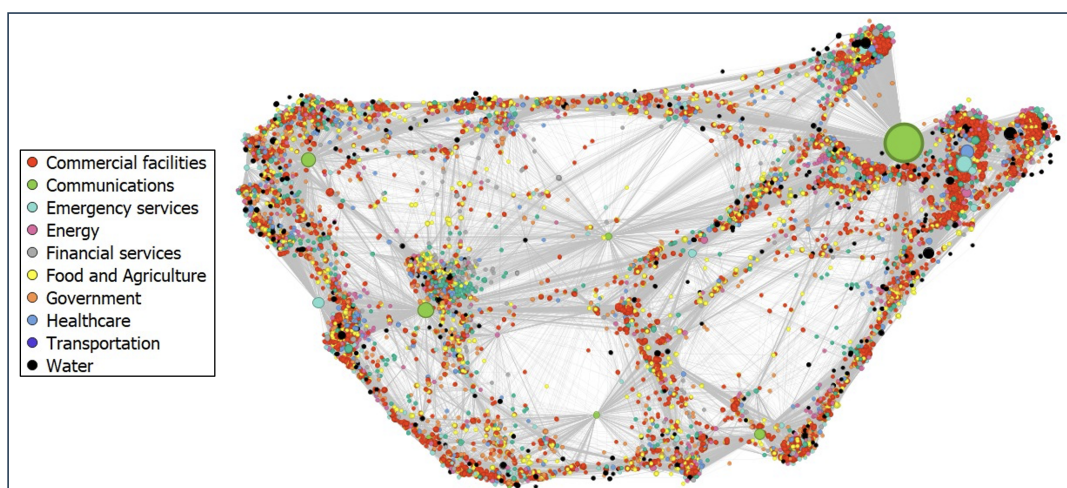 Commercial facilities
Communications
Emergency services
Energy
Financial services
Food and Agriculture
Government
Healthcare
Transportation
Water